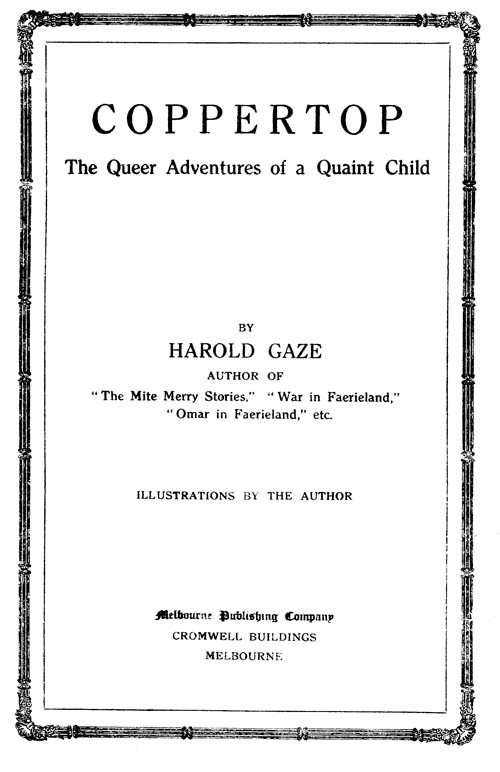 COPPERTOP
The Queer Adventures of a Quaint Child
BY
HAROLD GAZE
AUTHOR OF
"The Mite Merry Stories," "War in Faerieland,"
"Omar in Faerieland," etc.
ILLUSTRATIONS BY THE AUTHOR
Melbourne Publishing Company
CROMWELL BUILDINGS
MELBOURNE